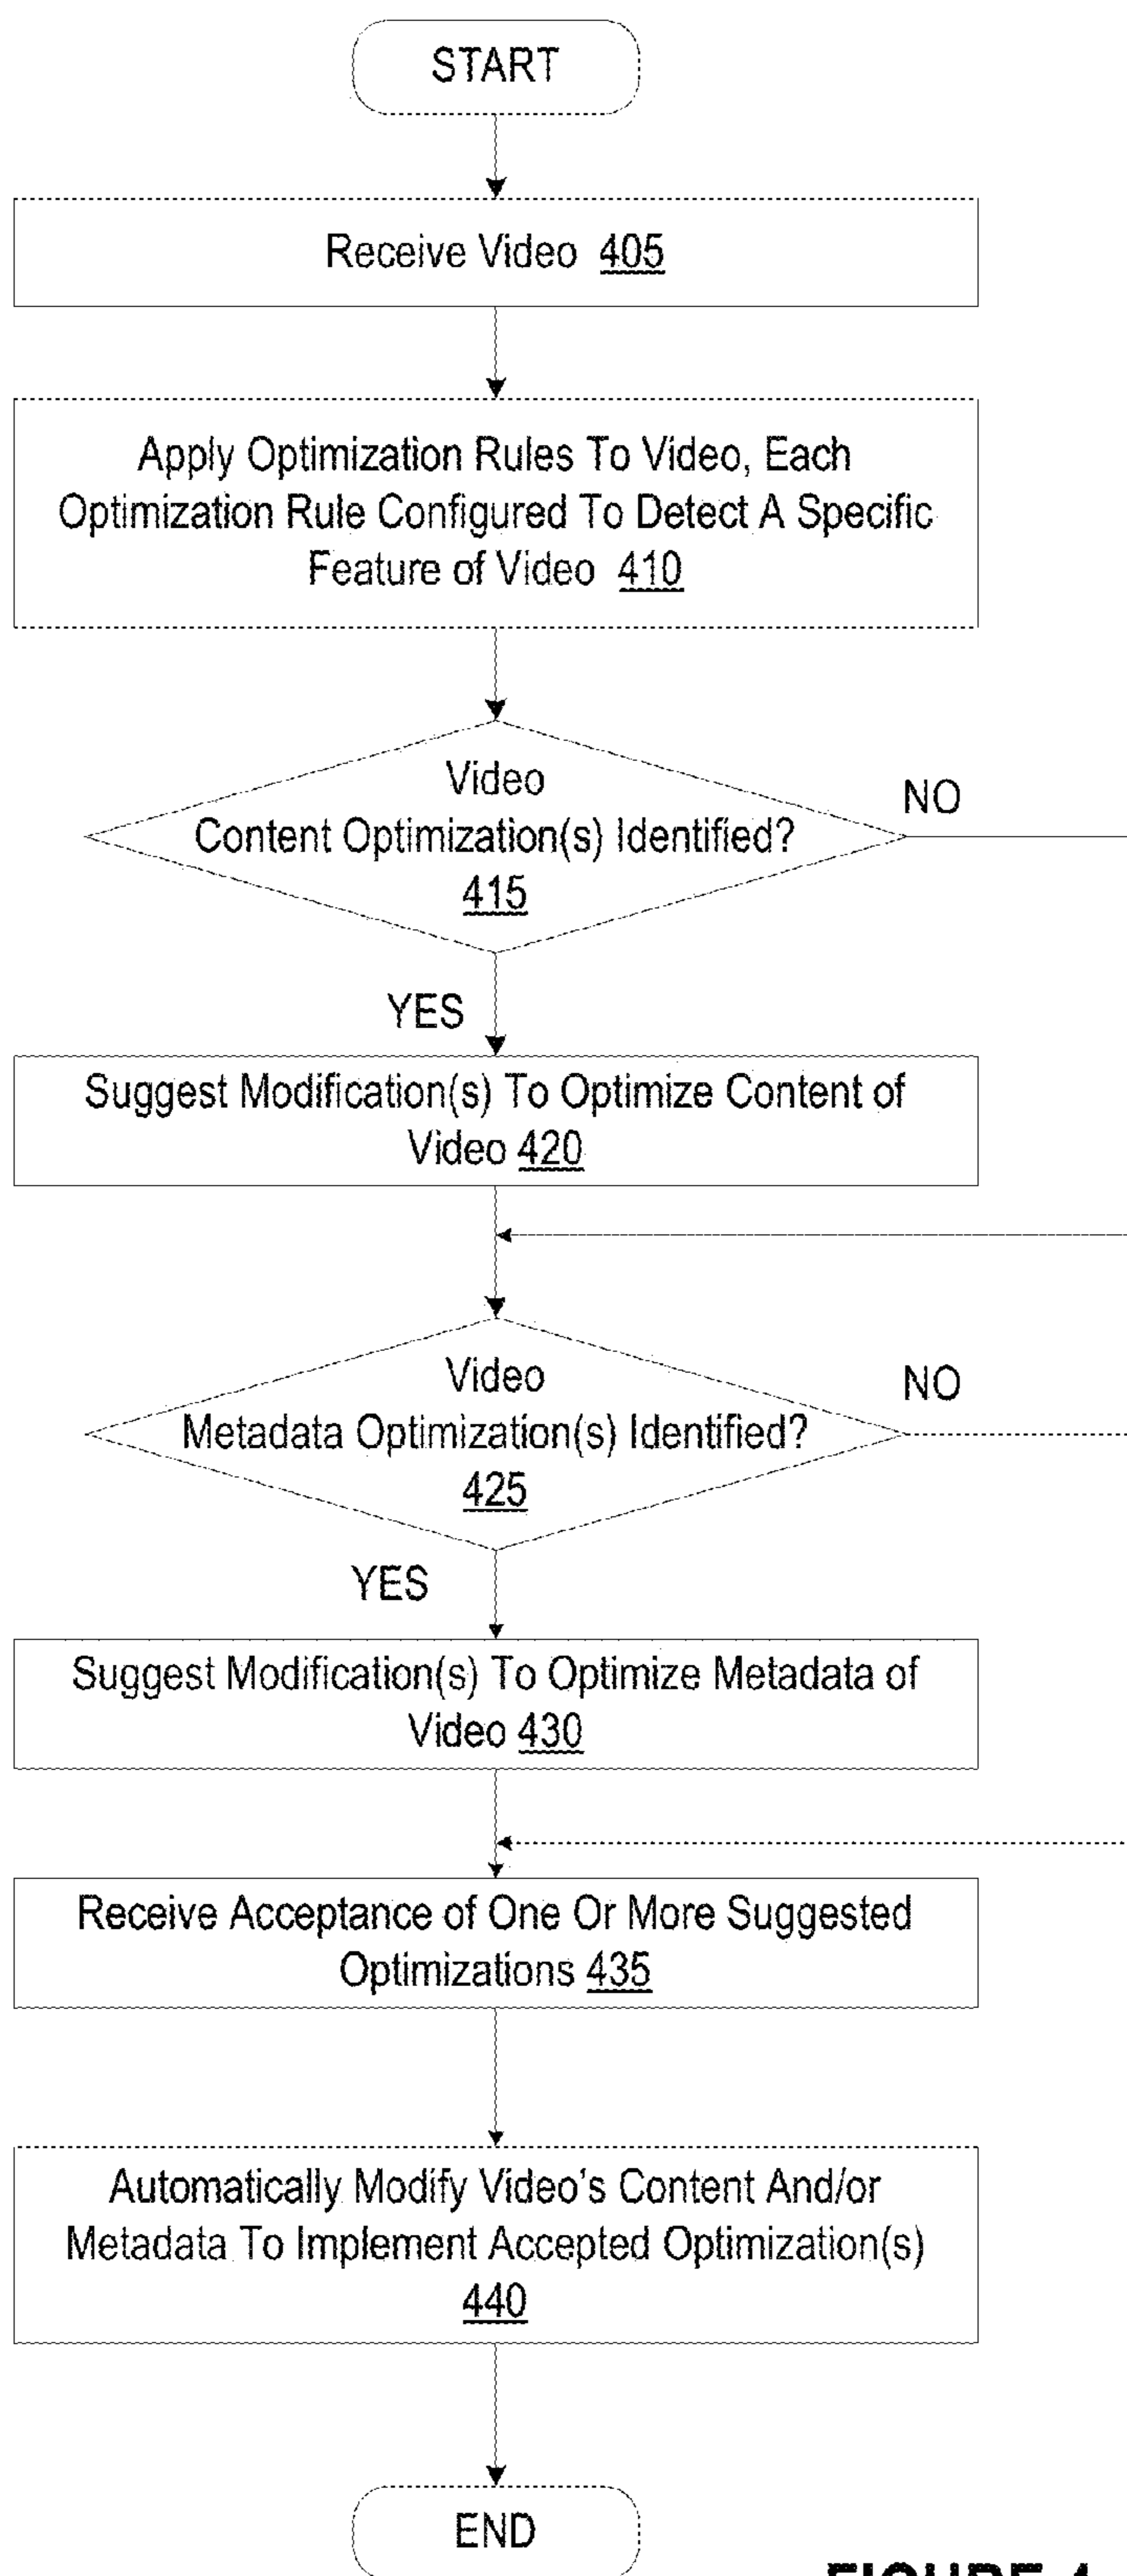 START
Receive Video 405
Apply Optimization Rules To Video, Each
Optimization Rule Configured To Detect A Specific
Feature of Video 410
Video
Content Optimization(s) Identified?
415
NO
YES
Suggest Modification(s) To Optimize Content of
Video 420
Video
Metadata Optimization(s) Identified?
425
NO
YES
Suggest Modification(s) To Optimize Metadata of
Video 430
Receive Acceptance of One Or More Suggested
Optimizations 435
Automatically Modify Video's Content And/or
Metadata To Implement Accepted Optimization(s)
440
END
FIGURE 4